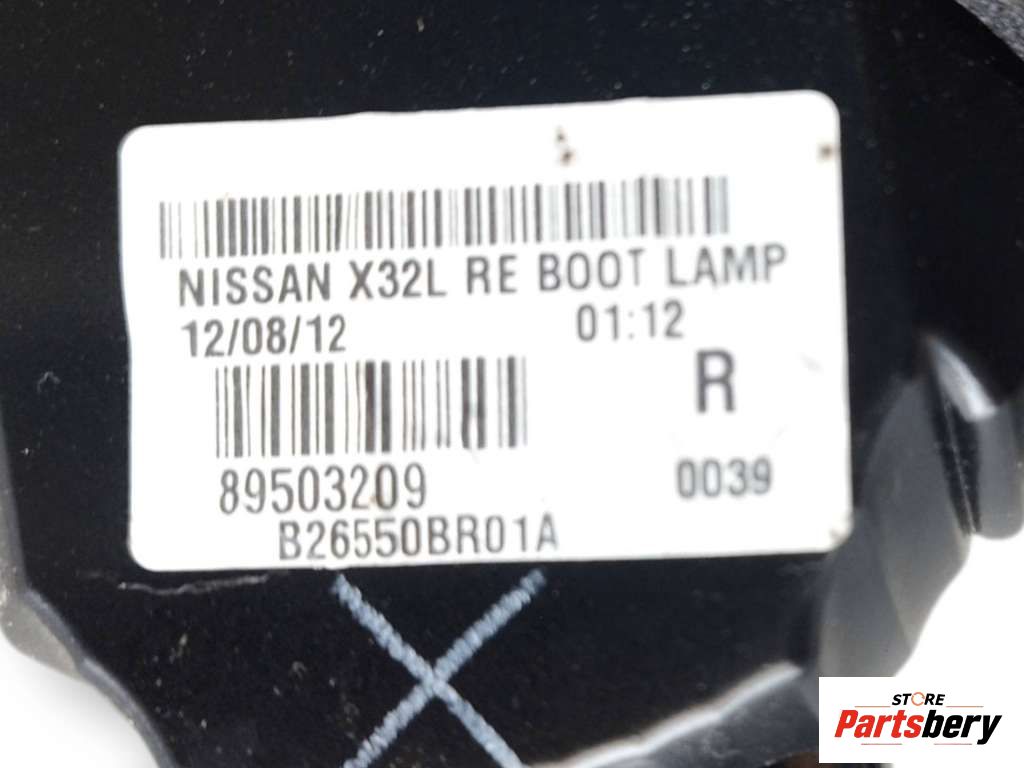 NISSAN X32L RE BOOT LAMP
12/08/12 01:12
R
89503209 0039
B26550BR01A
STORE
Partsbery